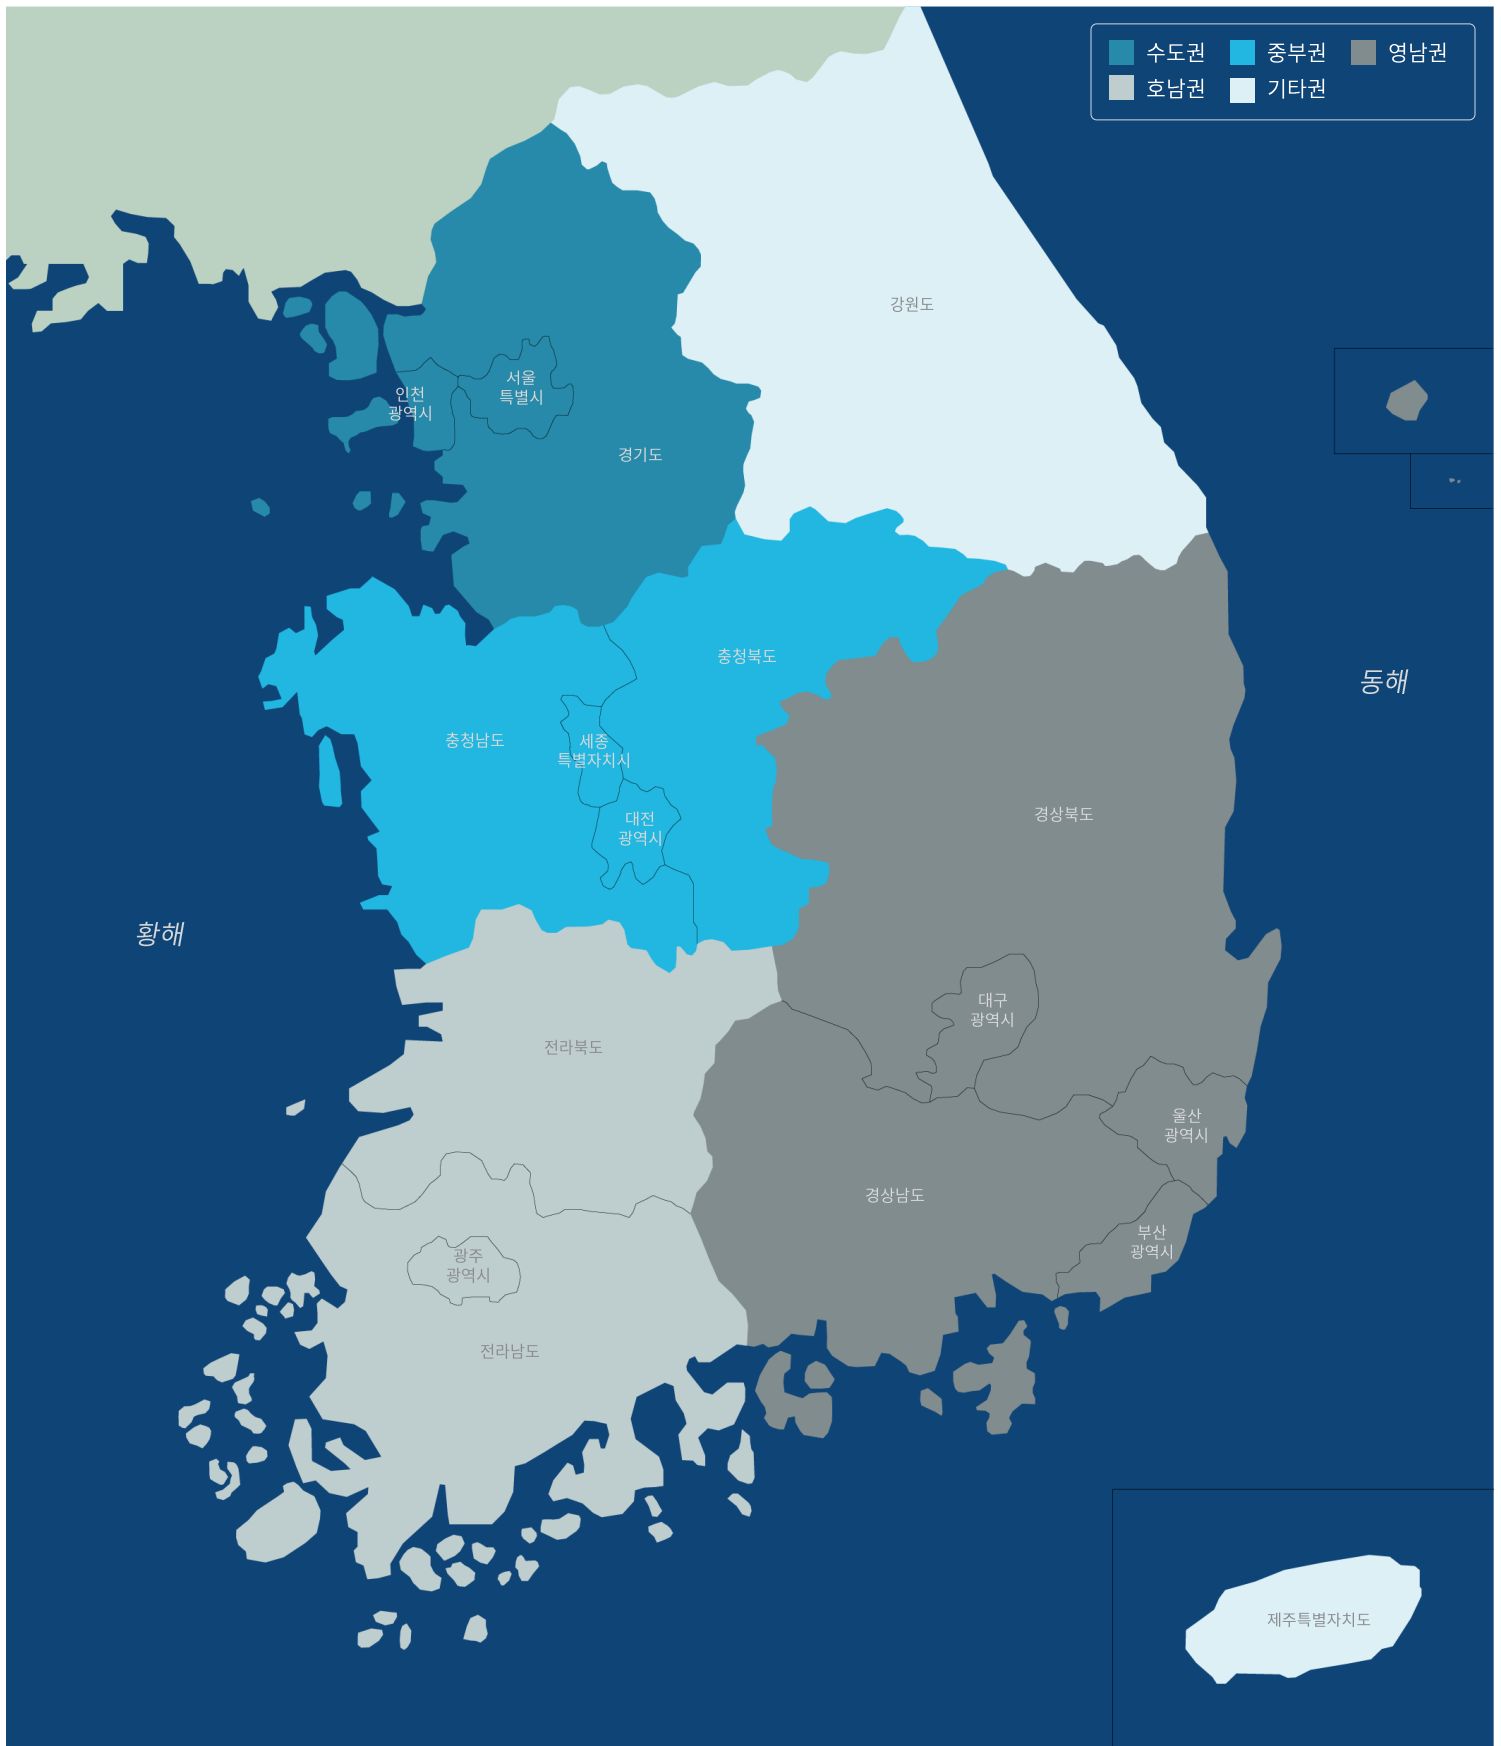 수도권
중부권
영남권
호남권
기타권
강원도
서울
특별시
인천
광역시
경기도
충청북도
동해
충청남도
세종
특별자치시
대전
광역시
경상북도
황해
대구
광역시
전라북도
울산
광역시
경상남도
부산
광역시
광주
광역시
전라남도
제주특별자치도